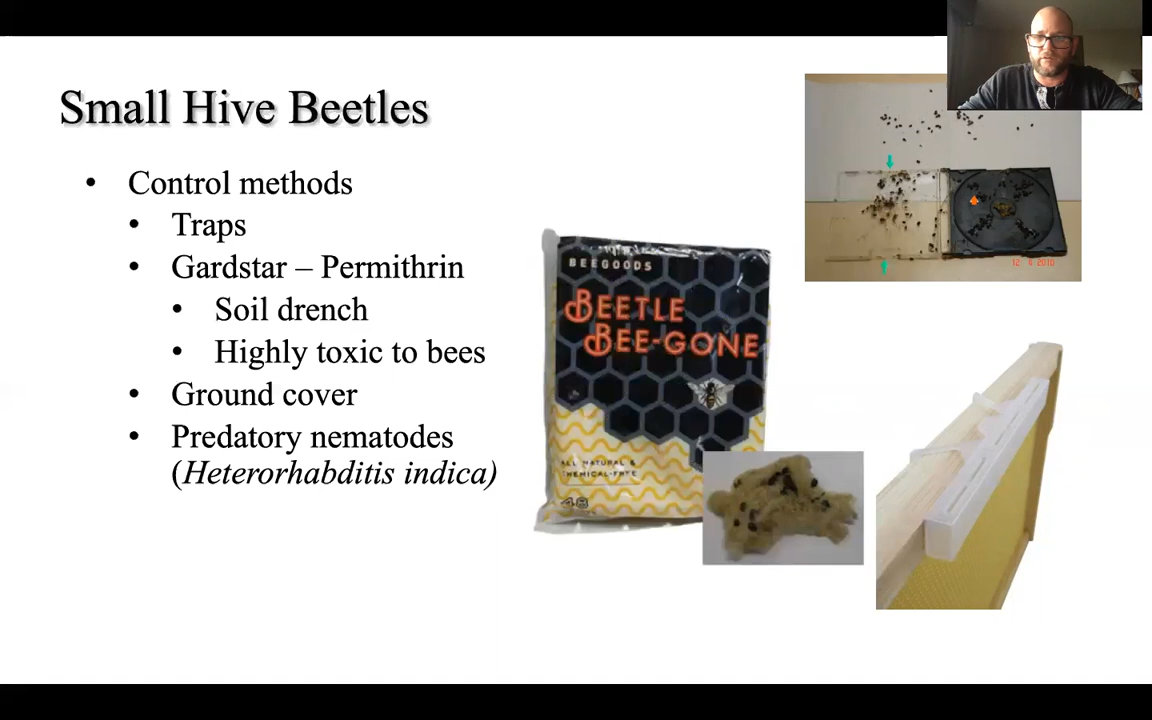 Small Hive Beetles
• Control methods
• Traps
• Gardstar – Permithrin
• Soil drench
• Highly toxic to bees
• Ground cover
• Predatory nematodes
(Heterorhabditis indica)
BEEGOODS
BEETLE
BEE-GONE
ALL NATURAL &
CHEMICAL-FREE
48